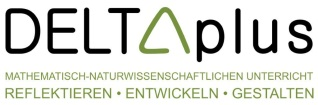 DELTAplus
MATHEMATISCH-NATURWISSENSCHAFTLICHEN UNTERRICHT
REFLEKTIEREN • ENTWICKELN • GESTALTEN